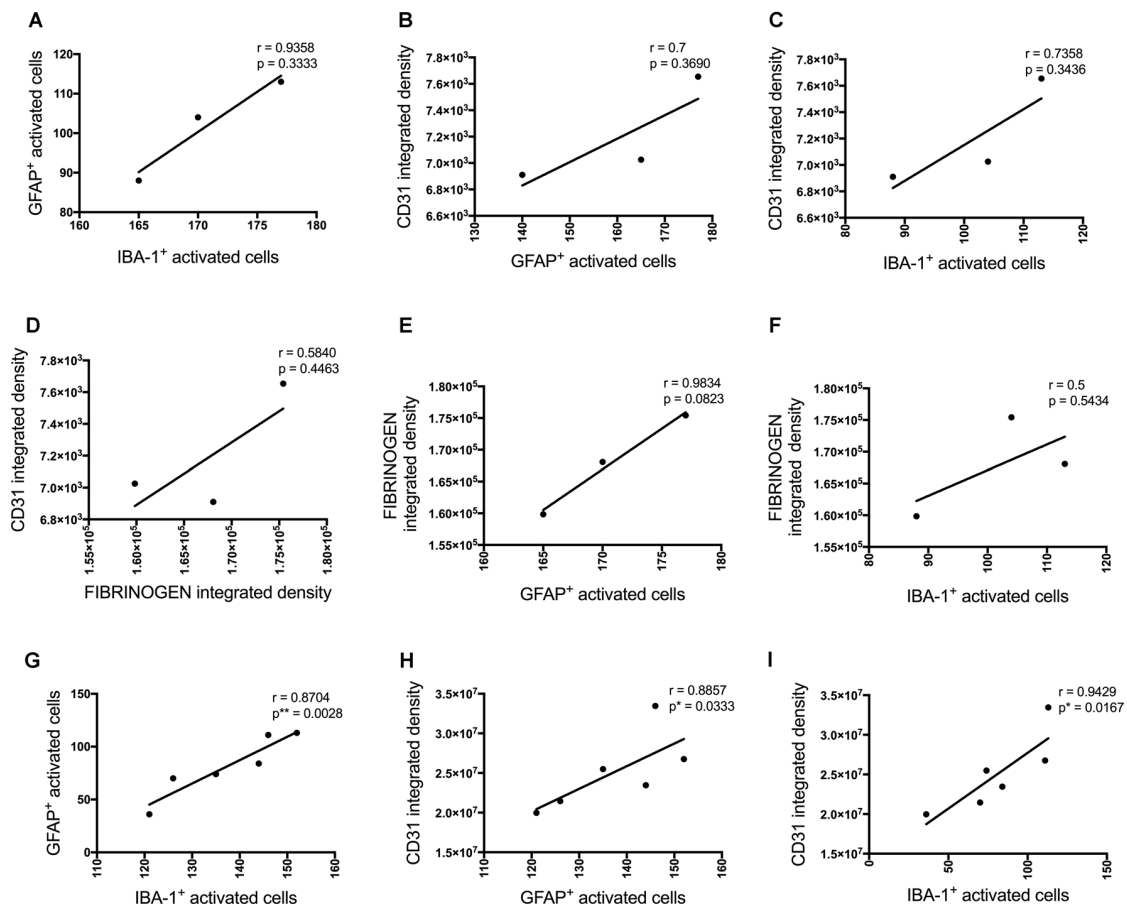 A
r = 0.9358
p = 0.3333
GFAP⁺ activated cells
120
110
100
90
80
160
165
170
175
180
IBA-1⁺ activated cells
B
r = 0.7
p = 0.3690
CD31 integrated density
7.8×10³
7.6×10³
7.4×10³
7.2×10³
7.0×10³
6.8×10³
6.6×10³
130
140
150
160
170
180
GFAP⁺ activated cells
C
r = 0.7358
p = 0.3436
CD31 integrated density
7.8×10³
7.6×10³
7.4×10³
7.2×10³
7.0×10³
6.8×10³
6.6×10³
80
90
100
110
120
IBA-1⁺ activated cells
D
r = 0.5840
p = 0.4463
CD31 integrated density
7.8×10³
7.6×10³
7.4×10³
7.2×10³
7.0×10³
6.8×10³
1.55×10⁵
1.60×10⁵
1.65×10⁵
1.70×10⁵
1.75×10⁵
1.80×10⁵
FIBRINOGEN integrated density
E
r = 0.9834
p = 0.0823
FIBRINOGEN
integrated density
1.80×10⁵
1.75×10⁵
1.70×10⁵
1.65×10⁵
1.60×10⁵
1.55×10⁵
160
165
170
175
180
GFAP⁺ activated cells
F
r = 0.5
p = 0.5434
FIBRINOGEN
integrated density
1.80×10⁵
1.75×10⁵
1.70×10⁵
1.65×10⁵
1.60×10⁵
1.55×10⁵
80
90
100
110
120
IBA-1⁺ activated cells
G
r = 0.8704
p** = 0.0028
GFAP⁺ activated cells
150
100
50
0
110
120
130
140
150
160
IBA-1⁺ activated cells
H
r = 0.8857
p* = 0.0333
CD31 integrated density
3.5×10⁷
3.0×10⁷
2.5×10⁷
2.0×10⁷
1.5×10⁷
110
120
130
140
150
160
GFAP⁺ activated cells
I
r = 0.9429
p* = 0.0167
CD31 integrated density
3.5×10⁷
3.0×10⁷
2.5×10⁷
2.0×10⁷
1.5×10⁷
0
50
100
150
IBA-1⁺ activated cells